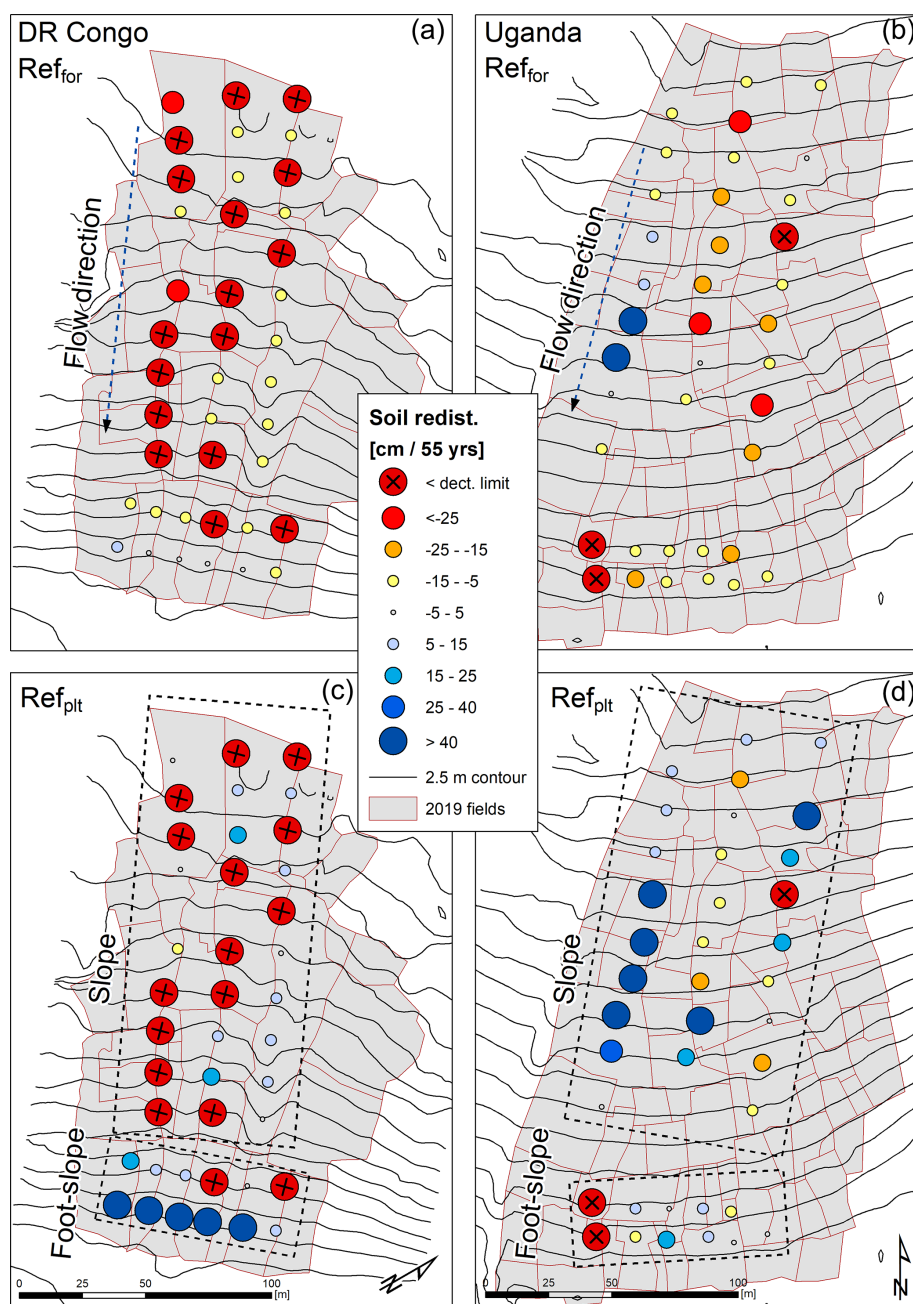 DR Congo
(a)
Ref_for
Flow direction
Uganda
(b)
Ref_for
Flow direction
Soil redist.
[cm / 55 yrs]
< dect. limit
<-25
-25 - -15
-15 - -5
-5 - 5
5 - 15
15 - 25
25 - 40
> 40
2.5 m contour
2019 fields
Ref_plt
(c)
Slope
Foot-slope
0 50 100
[m]
N
Ref_plt
(d)
Slope
Foot-slope
0 50 100
[m]
N